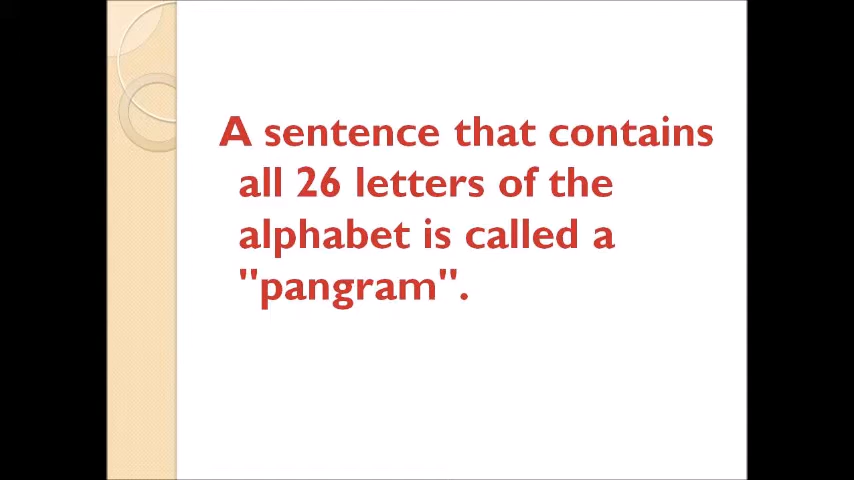 A sentence that contains
all 26 letters of the
alphabet is called a
"pangram".